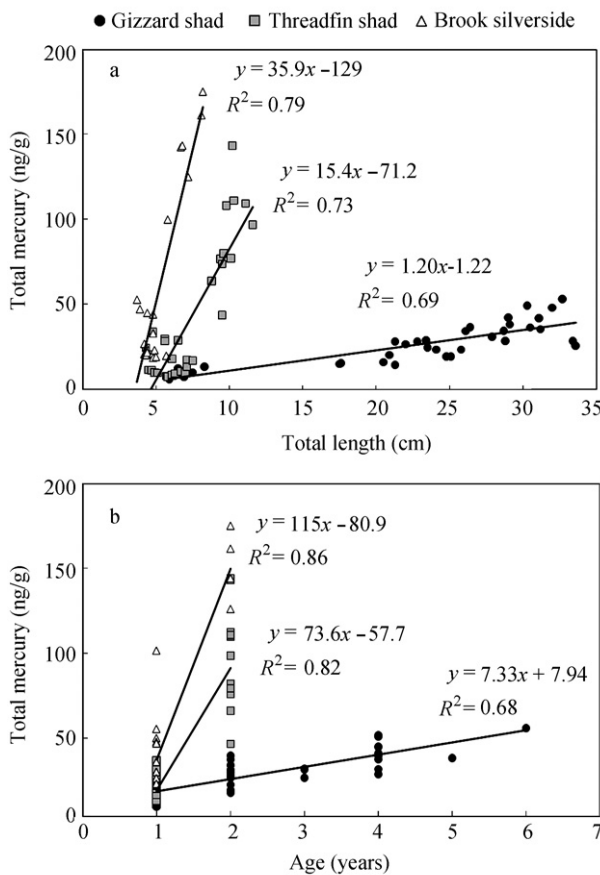 ● Gizzard shad ■ Threadfin shad △ Brook silverside
a
y = 35.9x −129
R² = 0.79
y = 15.4x −71.2
R² = 0.73
y = 1.20x-1.22
R² = 0.69
Total mercury (ng/g)
200
150
100
50
0
0 5 10 15 20 25 30 35
Total length (cm)
b
y = 115x − 80.9
R² = 0.86
y = 73.6x −57.7
R² = 0.82
y = 7.33x + 7.94
R² = 0.68
Total mercury (ng/g)
200
150
100
50
0
0 1 2 3 4 5 6 7
Age (years)